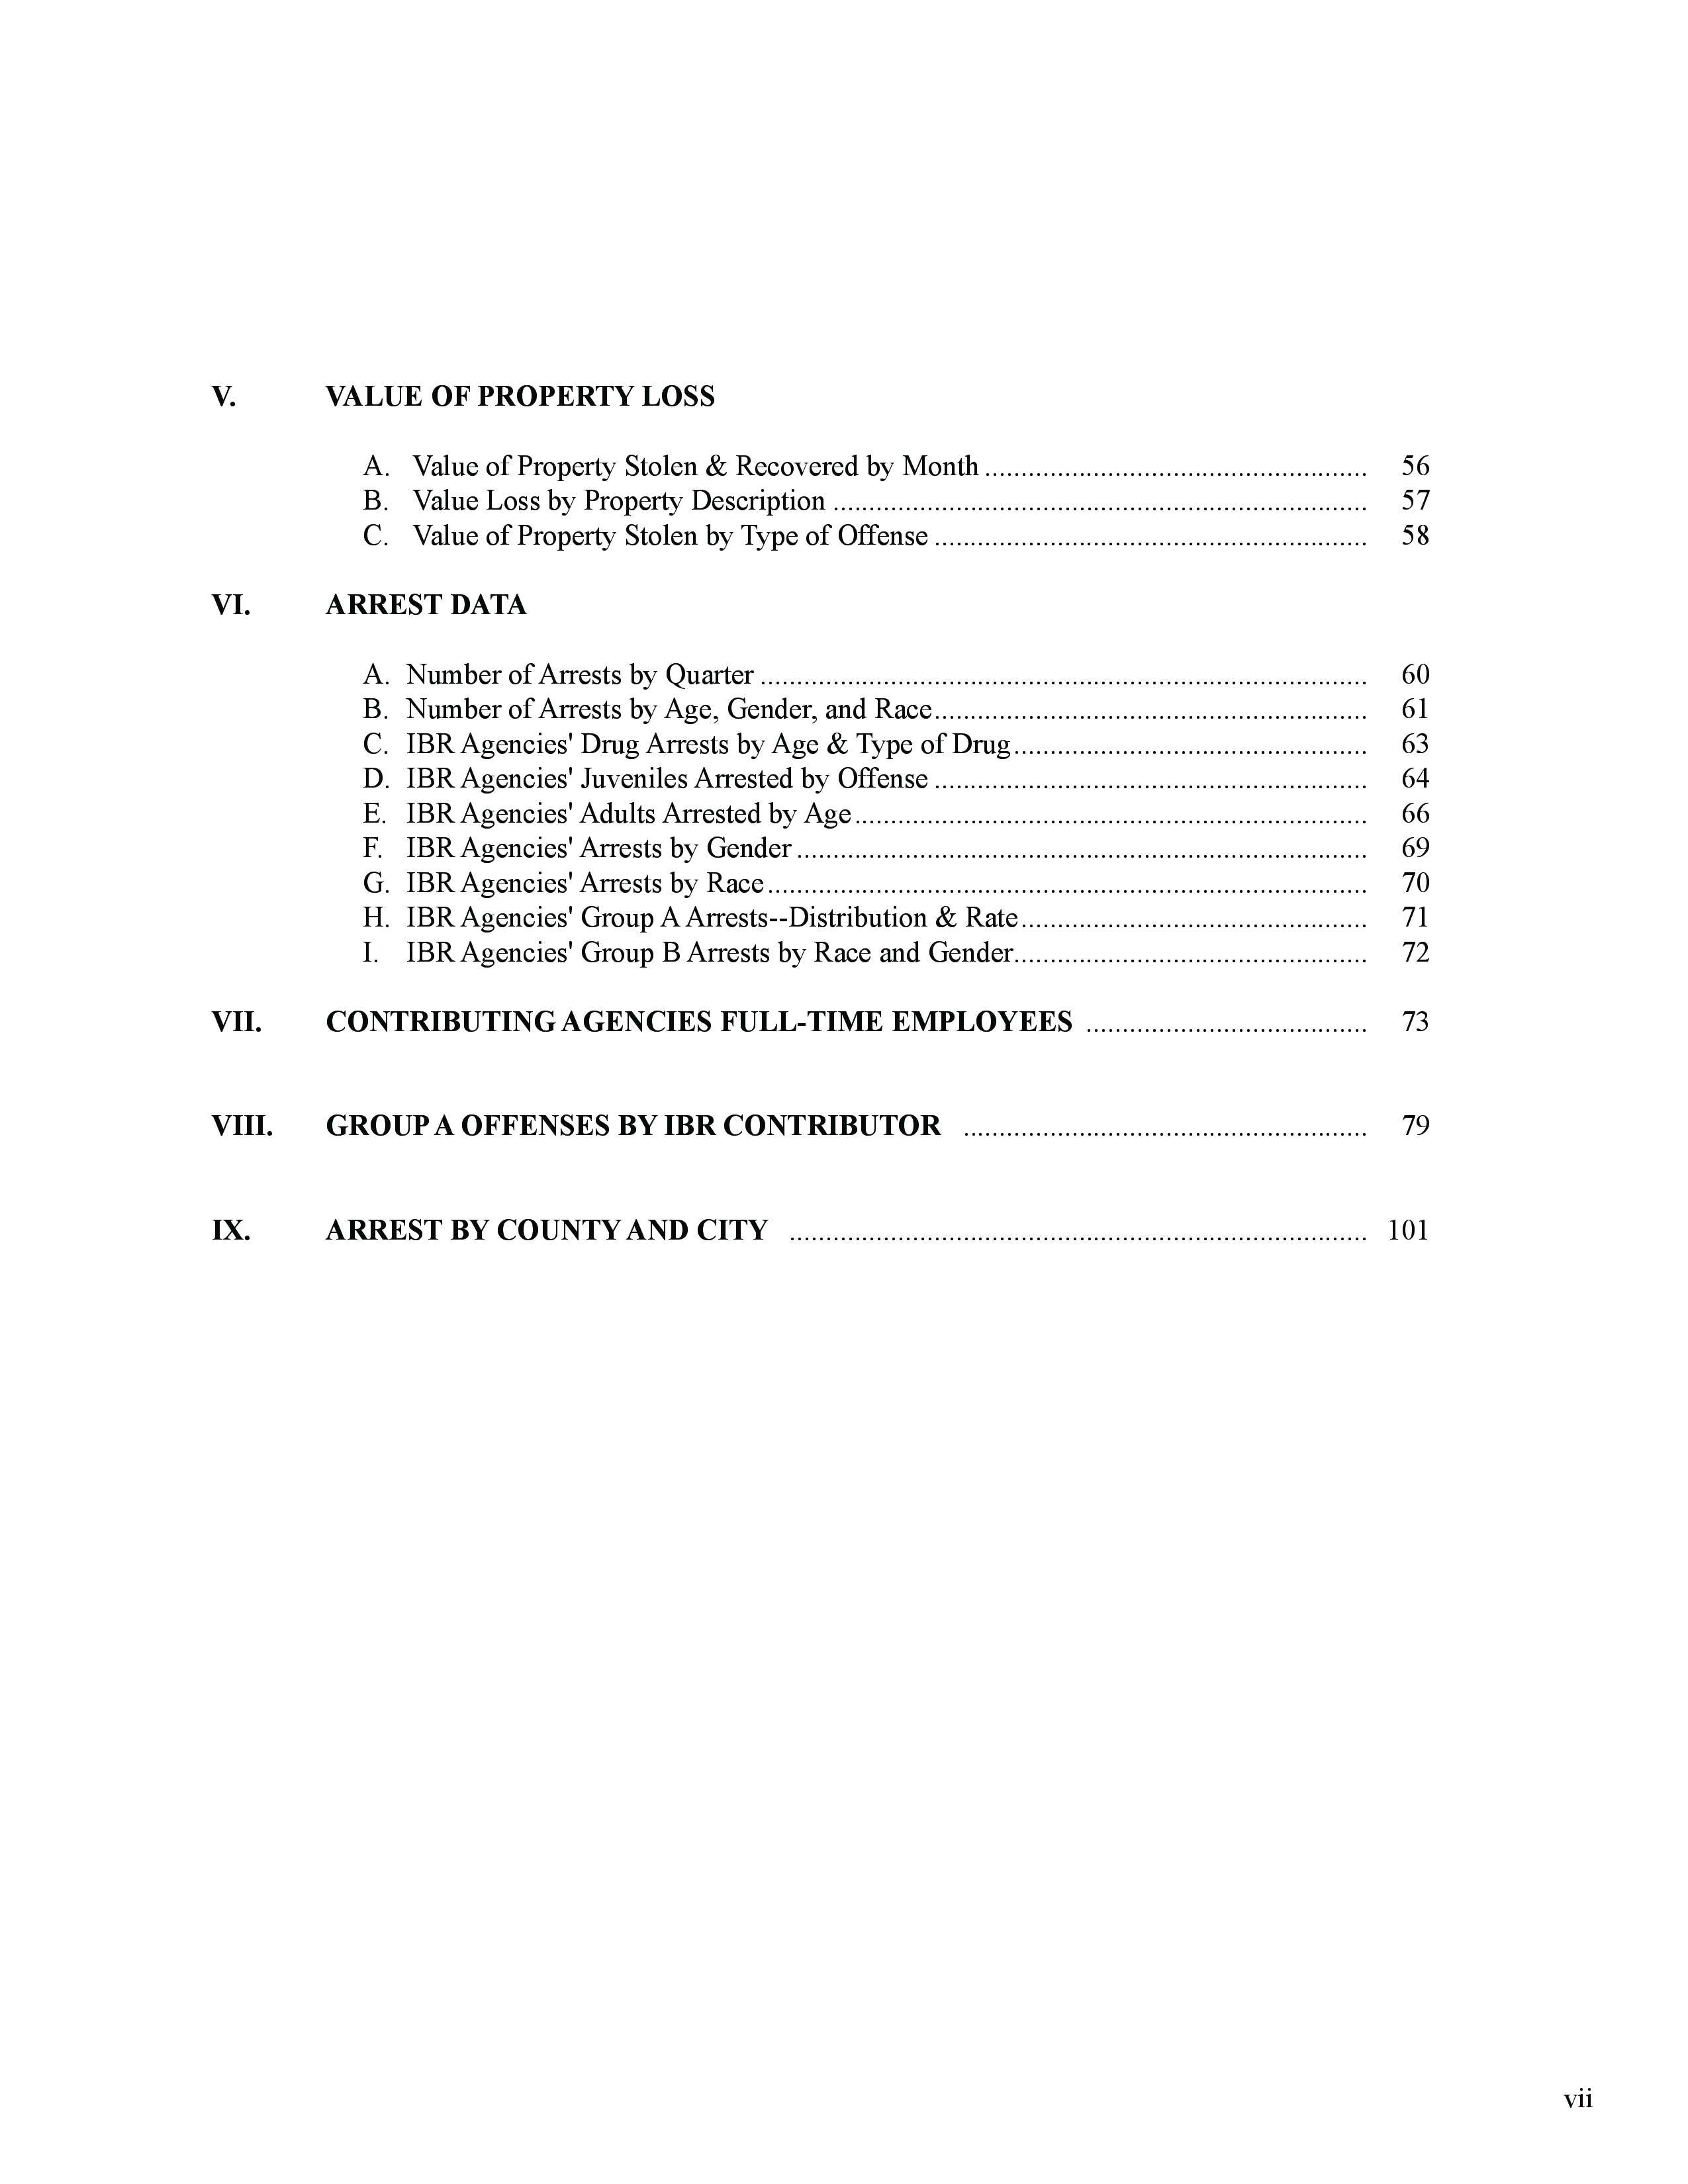 V. VALUE OF PROPERTY LOSS
A. Value of Property Stolen & Recovered by Month ..................................................... 56
B. Value Loss by Property Description .......................................................................... 57
C. Value of Property Stolen by Type of Offense ............................................................ 58
VI. ARREST DATA
A. Number of Arrests by Quarter .................................................................................... 60
B. Number of Arrests by Age, Gender, and Race............................................................ 61
C. IBR Agencies' Drug Arrests by Age & Type of Drug................................................. 63
D. IBR Agencies' Juveniles Arrested by Offense ............................................................ 64
E. IBR Agencies' Adults Arrested by Age....................................................................... 66
F. IBR Agencies' Arrests by Gender ............................................................................... 69
G. IBR Agencies' Arrests by Race................................................................................... 70
H. IBR Agencies' Group A Arrests--Distribution & Rate................................................ 71
I. IBR Agencies' Group B Arrests by Race and Gender................................................. 72
VII. CONTRIBUTING AGENCIES FULL-TIME EMPLOYEES ....................................... 73
VIII. GROUP A OFFENSES BY IBR CONTRIBUTOR ........................................................ 79
IX. ARREST BY COUNTY AND CITY ................................................................................ 101
vii